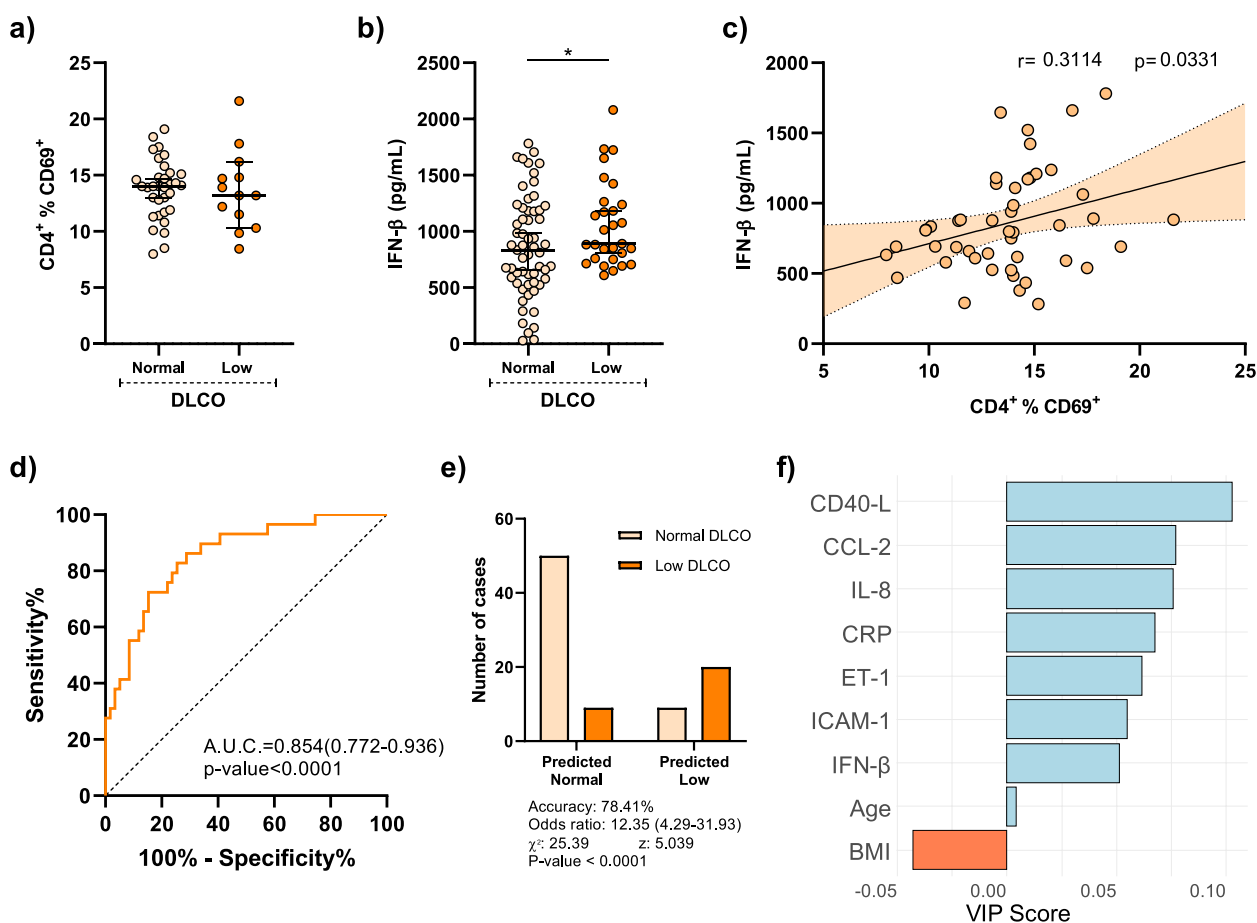 a)
CD4⁺ % CD69⁺
25
20
15
10
5
0
Normal
Low
DLCO
b)
IFN-β (pg/mL)
2500
2000
1500
1000
500
0
*
Normal
Low
DLCO
c)
r= 0.3114 p=0.0331
IFN-β (pg/mL)
2000
1500
1000
500
0
5
10
15
20
25
CD4⁺ % CD69⁺
d)
Sensitivity%
100
80
60
40
20
0
A.U.C.=0.854(0.772-0.936)
p-value<0.0001
0
20
40
60
80
100
100% - Specificity%
e)
Number of cases
60
40
20
0
Normal DLCO
Low DLCO
Predicted
Normal
Predicted
Low
Accuracy: 78.41%
Odds ratio: 12.35 (4.29-31.93)
χ²: 25.39 z: 5.039
P-value < 0.0001
f)
CD40-L
CCL-2
IL-8
CRP
ET-1
ICAM-1
IFN-β
Age
BMI
-0.05
0.00
0.05
0.10
VIP Score